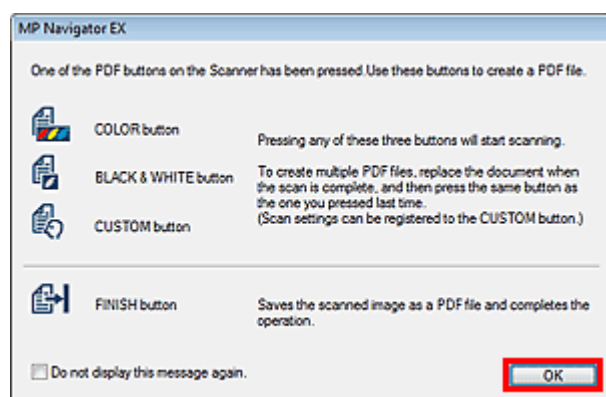 MP Navigator EX
One of the PDF buttons on the Scanner has been pressed.Use these buttons to create a PDF file.
COLOR button
Pressing any of these three buttons will start scanning.
BLACK & WHITE button
To create multiple PDF files, replace the document when
the scan is complete, and then press the same button as
the one you pressed last time.
(Scan settings can be registered to the CUSTOM button.)
CUSTOM button
FINISH button
Saves the scanned image as a PDF file and completes the
operation.
Do not display this message again.
OK